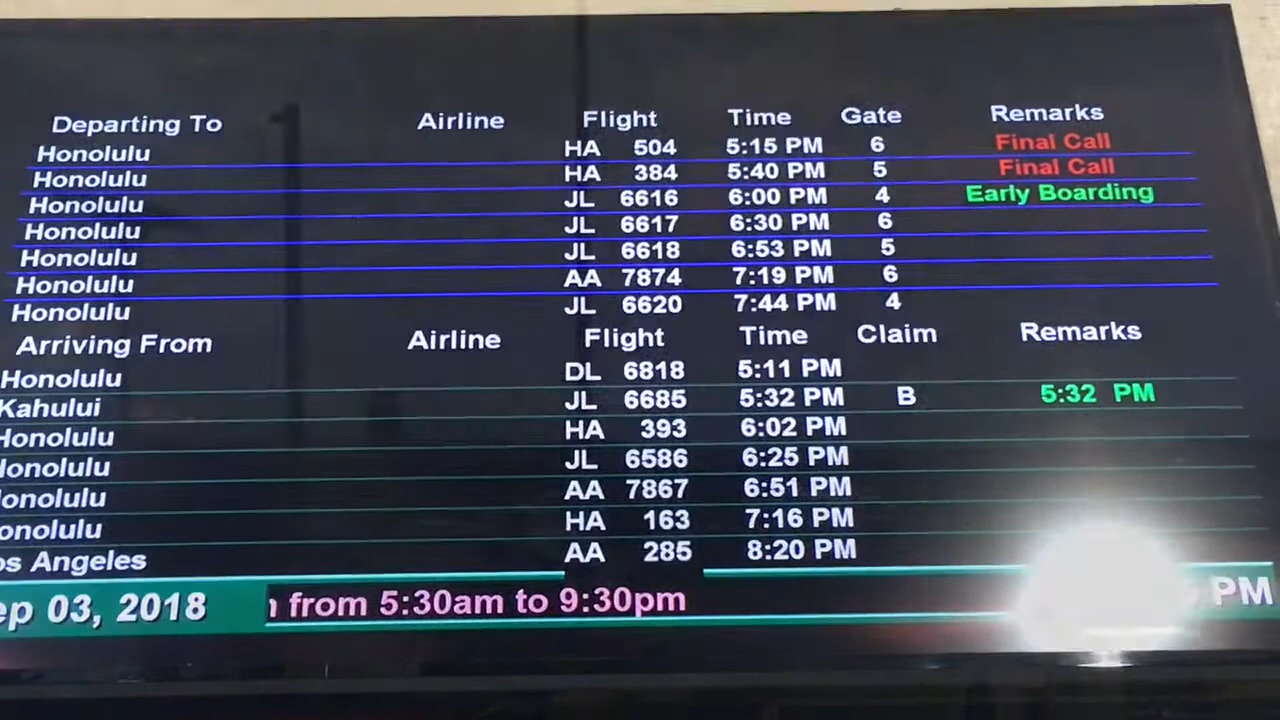 Departing To Airline Flight Time Gate Remarks
Honolulu HA 504 5:15 PM 6 Final Call
Honolulu HA 384 5:40 PM 5 Final Call
Honolulu JL 6616 6:00 PM 4 Early Boarding
Honolulu JL 6617 6:30 PM 6
Honolulu JL 6618 6:53 PM 5
Honolulu AA 7874 7:19 PM 6
Honolulu JL 6620 7:44 PM 4
Arriving From Airline Flight Time Claim Remarks
Honolulu DL 6818 5:11 PM
Kahului JL 6685 5:32 PM B 5:32 PM
Honolulu HA 393 6:02 PM
Honolulu JL 6586 6:25 PM
onolulu AA 7867 6:51 PM
onolulu HA 163 7:16 PM
os Angeles AA 285 8:20 PM
ep 03, 2018 from 5:30am to 9:30pm PM